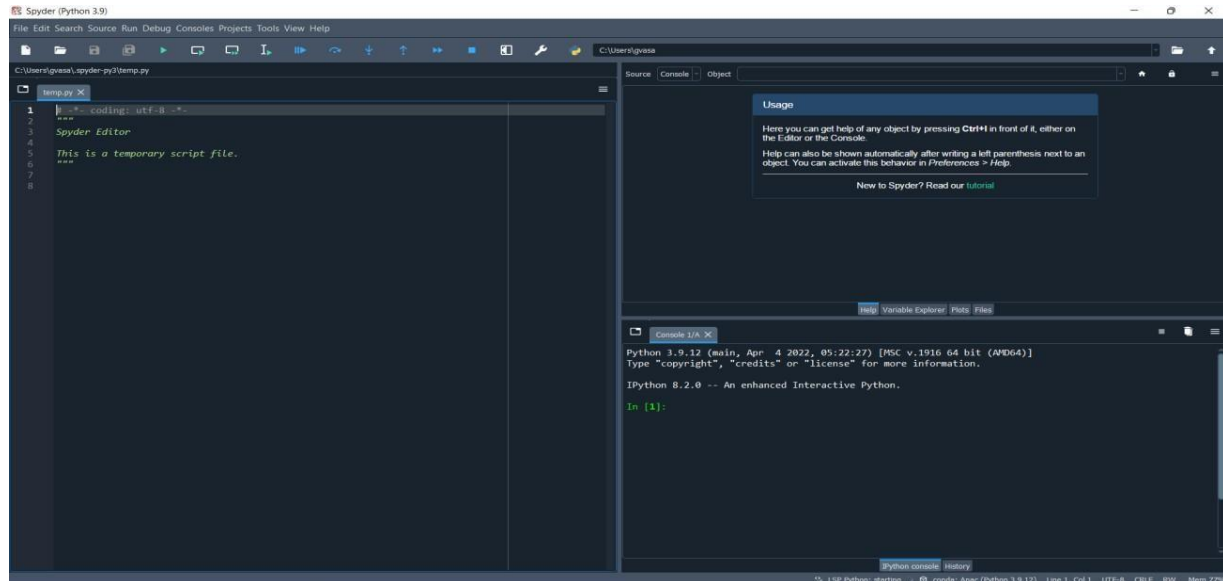 Spyder (Python 3.9)
File Edit Search Source Run Debug Consoles Projects Tools View Help
C:\Users\gvasa
C:\Users\gvasa\.spyder-py3\temp.py
temp.py
1 # -*- coding: utf-8 -*-
2 """
3 Spyder Editor
4
5 This is a temporary script file.
6 """
7
8
Source Console Object
Usage
Here you can get help of any object by pressing Ctrl+I in front of it, either on
the Editor or the Console.
Help can also be shown automatically after writing a left parenthesis next to an
object. You can activate this behavior in Preferences > Help.
New to Spyder? Read our tutorial
Help Variable Explorer Plots Files
Console 1/A
Python 3.9.12 (main, Apr 4 2022, 05:22:27) [MSC v.1916 64 bit (AMD64)]
Type "copyright", "credits" or "license" for more information.
IPython 8.2.0 -- An enhanced Interactive Python.
In [1]:
IPython console History
LSP Python: starting conda: (Python 3.9.12) Line 1, Col 1 UTF-8 CRLF RW Mem